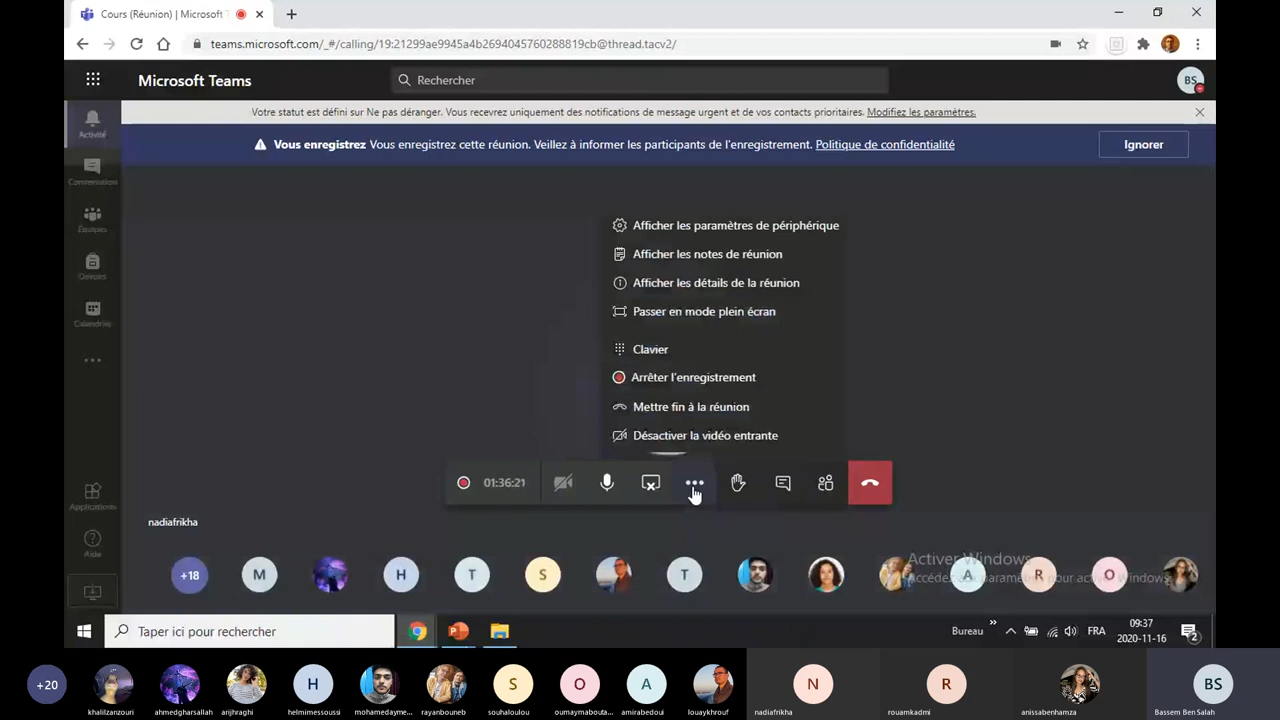 Cours (Réunion) | Microsoft T
teams.microsoft.com/_#/calling/19:21299ae9945a4b2694045760288819cb@thread.tacv2/
Microsoft Teams
Rechercher
BS
Votre statut est défini sur Ne pas déranger. Vous recevrez uniquement des notifications de message urgent et de vos contacts prioritaires. Modifiez les paramètres.
Activité
Vous enregistrez Vous enregistrez cette réunion. Veillez à informer les participants de l'enregistrement. Politique de confidentialité
Ignorer
Conversation
Équipes
Devoirs
Calendrier
Afficher les paramètres de périphérique
Afficher les notes de réunion
Afficher les détails de la réunion
Passer en mode plein écran
Clavier
Arrêter l'enregistrement
Mettre fin à la réunion
Désactiver la vidéo entrante
01:36:21
Applications
Aide
nadiafrikha
+18 M H T S T A R O
Activer Windows
Taper ici pour rechercher
Bureau
FRA
09:37
2020-11-16
2
+20 H S O A N R BS
khalilzanzouri ahmedgharsallah arijhraghi helmimessoussi mohamedayme... rayanbouneb souhaloulou oumaymabouta... amirabedoui louaykhrouf nadiafrikha rouamkadmi anissabenhamza Bassem Ben Salah